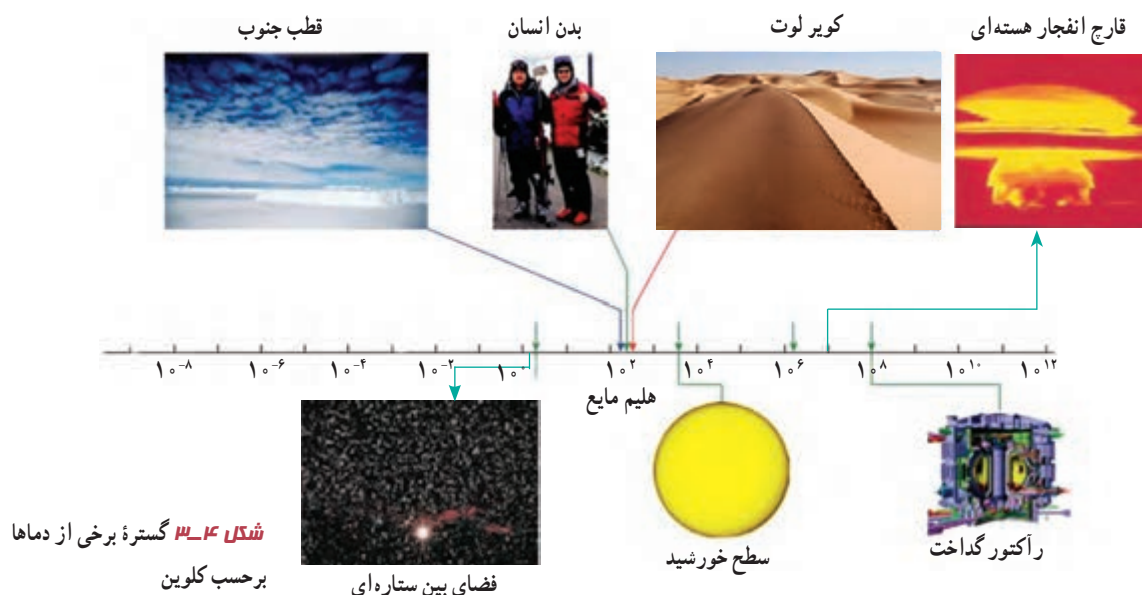 قطب جنوب
بدن انسان
کویر لوت
قارچ انفجار هسته‌ای
۱۰⁻⁸ ۱۰⁻⁶ ۱۰⁻⁴ ۱۰⁻² ۱۰⁰ ۱۰² ۱۰⁴ ۱۰⁶ ۱۰⁸ ۱۰¹⁰ ۱۰¹²
هلیم مایع
فضای بین ستاره‌ای
سطح خورشید
رآکتور گداخت
شکل ۴ــ۳ گسترهٔ برخی از دماها
برحسب کلوین